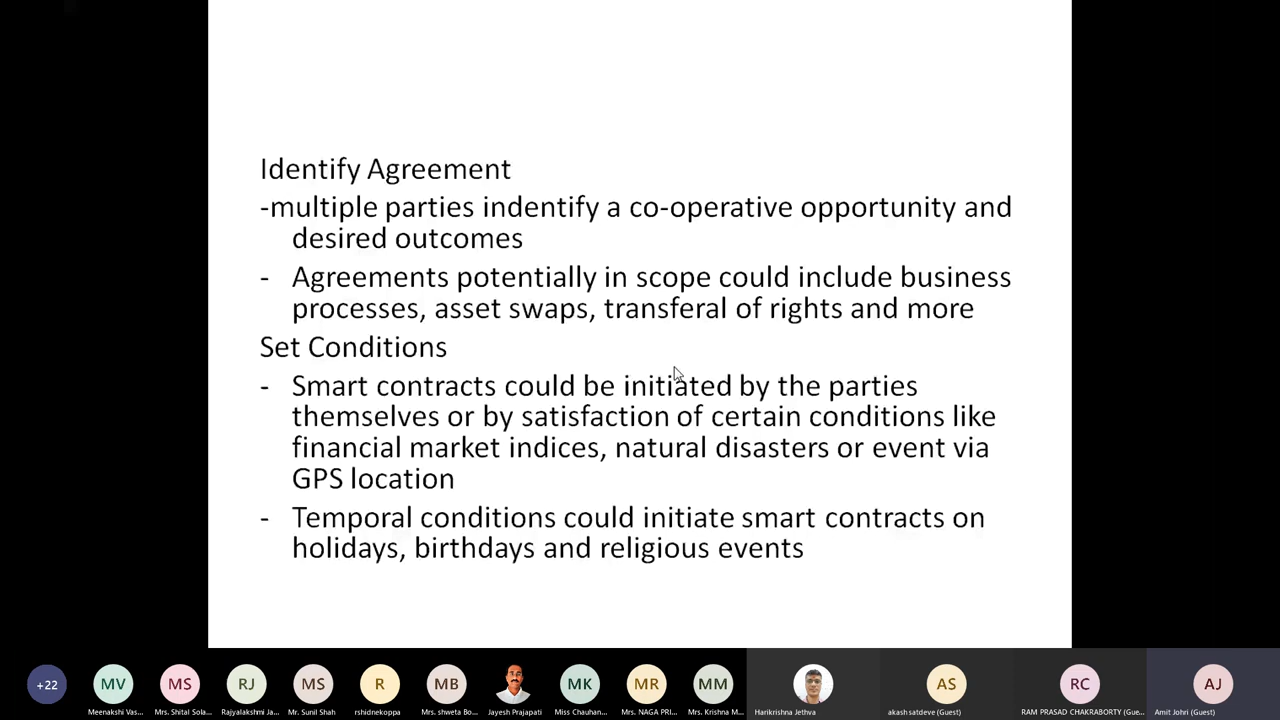 Identify Agreement
-multiple parties indentify a co-operative opportunity and
desired outcomes
- Agreements potentially in scope could include business
processes, asset swaps, transferal of rights and more
Set Conditions
- Smart contracts could be initiated by the parties
themselves or by satisfaction of certain conditions like
financial market indices, natural disasters or event via
GPS location
- Temporal conditions could initiate smart contracts on
holidays, birthdays and religious events
+22 MV MS RJ MS R MB MK MR MM AS RC AJ
Meenakshi Vas... Mrs. Shital Sola... Rajyalakshmi Ja... Mr. Sunil Shah rshidnekoppa Mrs. shweta Bo... Jayesh Prajapati Miss Chauhan... Mrs. NAGA PRI... Mrs. Krishna M... Harikrishna Jethva akash satdeve (Guest) RAM PRASAD CHAKRABORTY (Gue... Amit Johri (Guest)